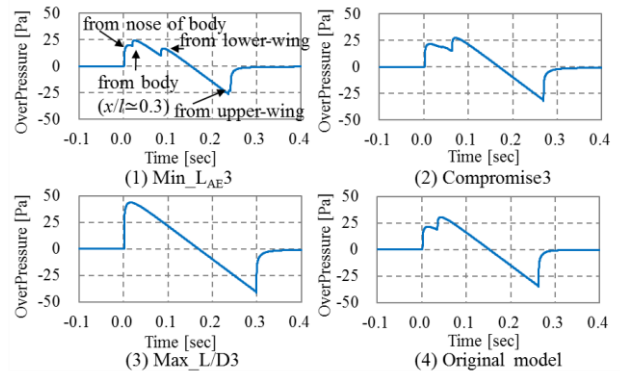 OverPressure [Pa]
50
25
0
-25
-50
from nose of body
from lower-wing
from body
(x/l≃0.3)
from upper-wing
-0.1 0.0 0.1 0.2 0.3 0.4
Time [sec]
(1) Min_LAE3
OverPressure [Pa]
50
25
0
-25
-50
-0.1 0.0 0.1 0.2 0.3 0.4
Time [sec]
(2) Compromise3
OverPressure [Pa]
50
25
0
-25
-50
-0.1 0.0 0.1 0.2 0.3 0.4
Time [sec]
(3) Max_L/D3
OverPressure [Pa]
50
25
0
-25
-50
-0.1 0.0 0.1 0.2 0.3 0.4
Time [sec]
(4) Original model